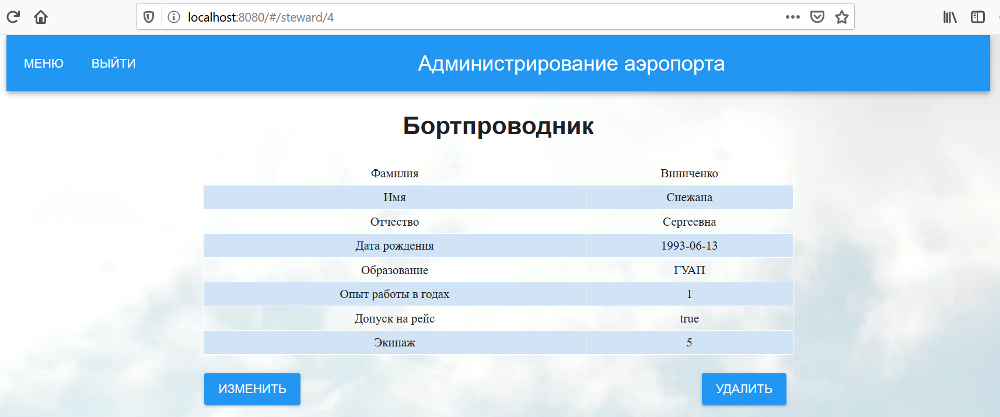 localhost:8080/#/steward/4
МЕНЮ ВЫЙТИ Администрирование аэропорта
Бортпроводник
Фамилия Виниченко
Имя Снежана
Отчество Сергеевна
Дата рождения 1993-06-13
Образование ГУАП
Опыт работы в годах 1
Допуск на рейс true
Экипаж 5
ИЗМЕНИТЬ УДАЛИТЬ